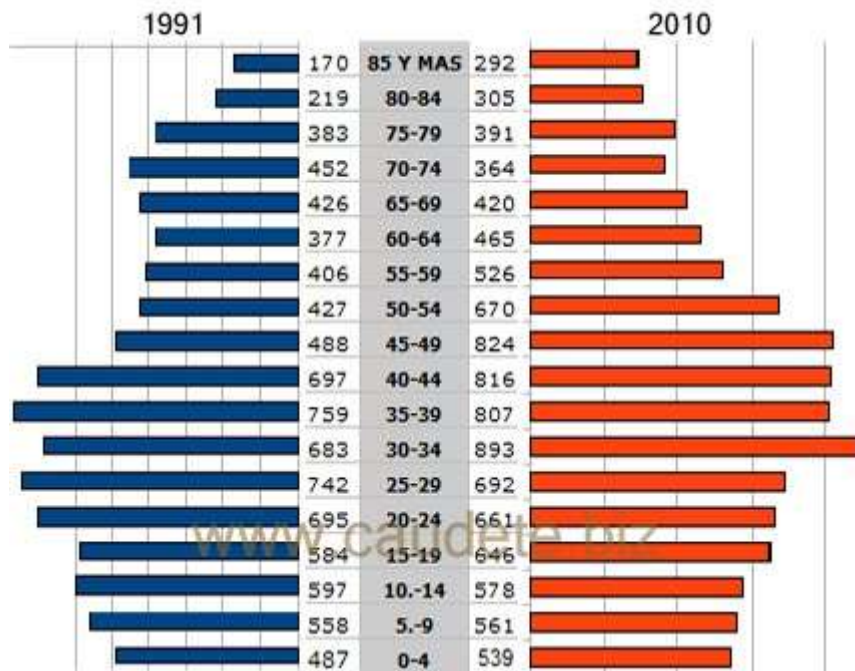 1991 2010
170 85 Y MAS 292
219 80-84 305
383 75-79 391
452 70-74 364
426 65-69 420
377 60-64 465
406 55-59 526
427 50-54 670
488 45-49 824
697 40-44 816
759 35-39 807
683 30-34 893
742 25-29 692
695 20-24 661
www.caudete.biz
584 15-19 646
597 10.-14 578
558 5.-9 561
487 0-4 539